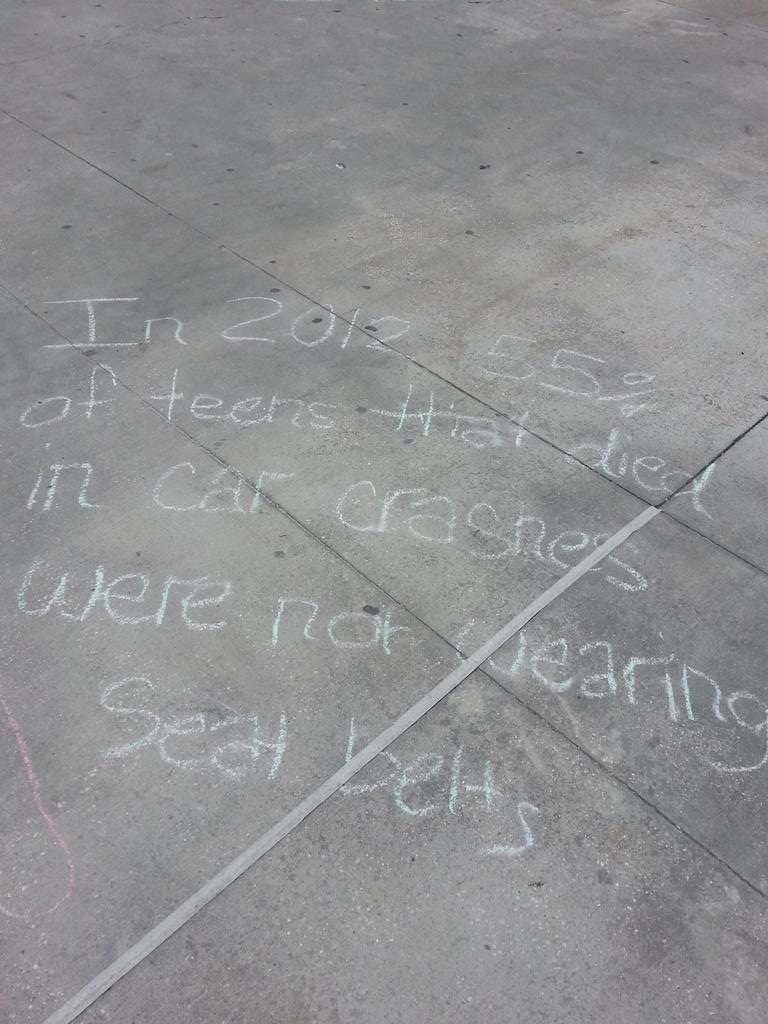 In 2012 55%
of teens that died
in car crashes
were not wearing
Seat belts